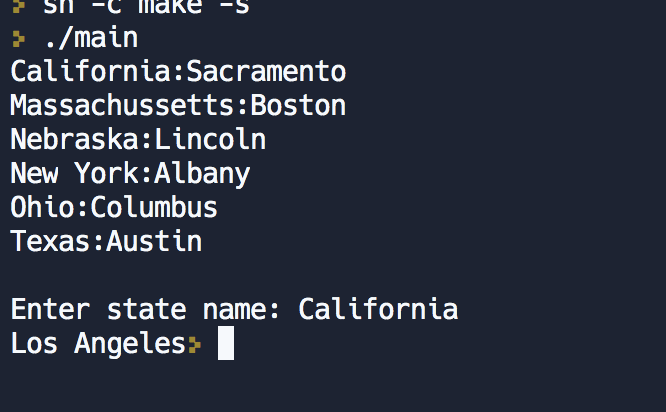 > sh -c make -s
> ./main
California:Sacramento
Massachussetts:Boston
Nebraska:Lincoln
New York:Albany
Ohio:Columbus
Texas:Austin
Enter state name: California
Los Angeles>